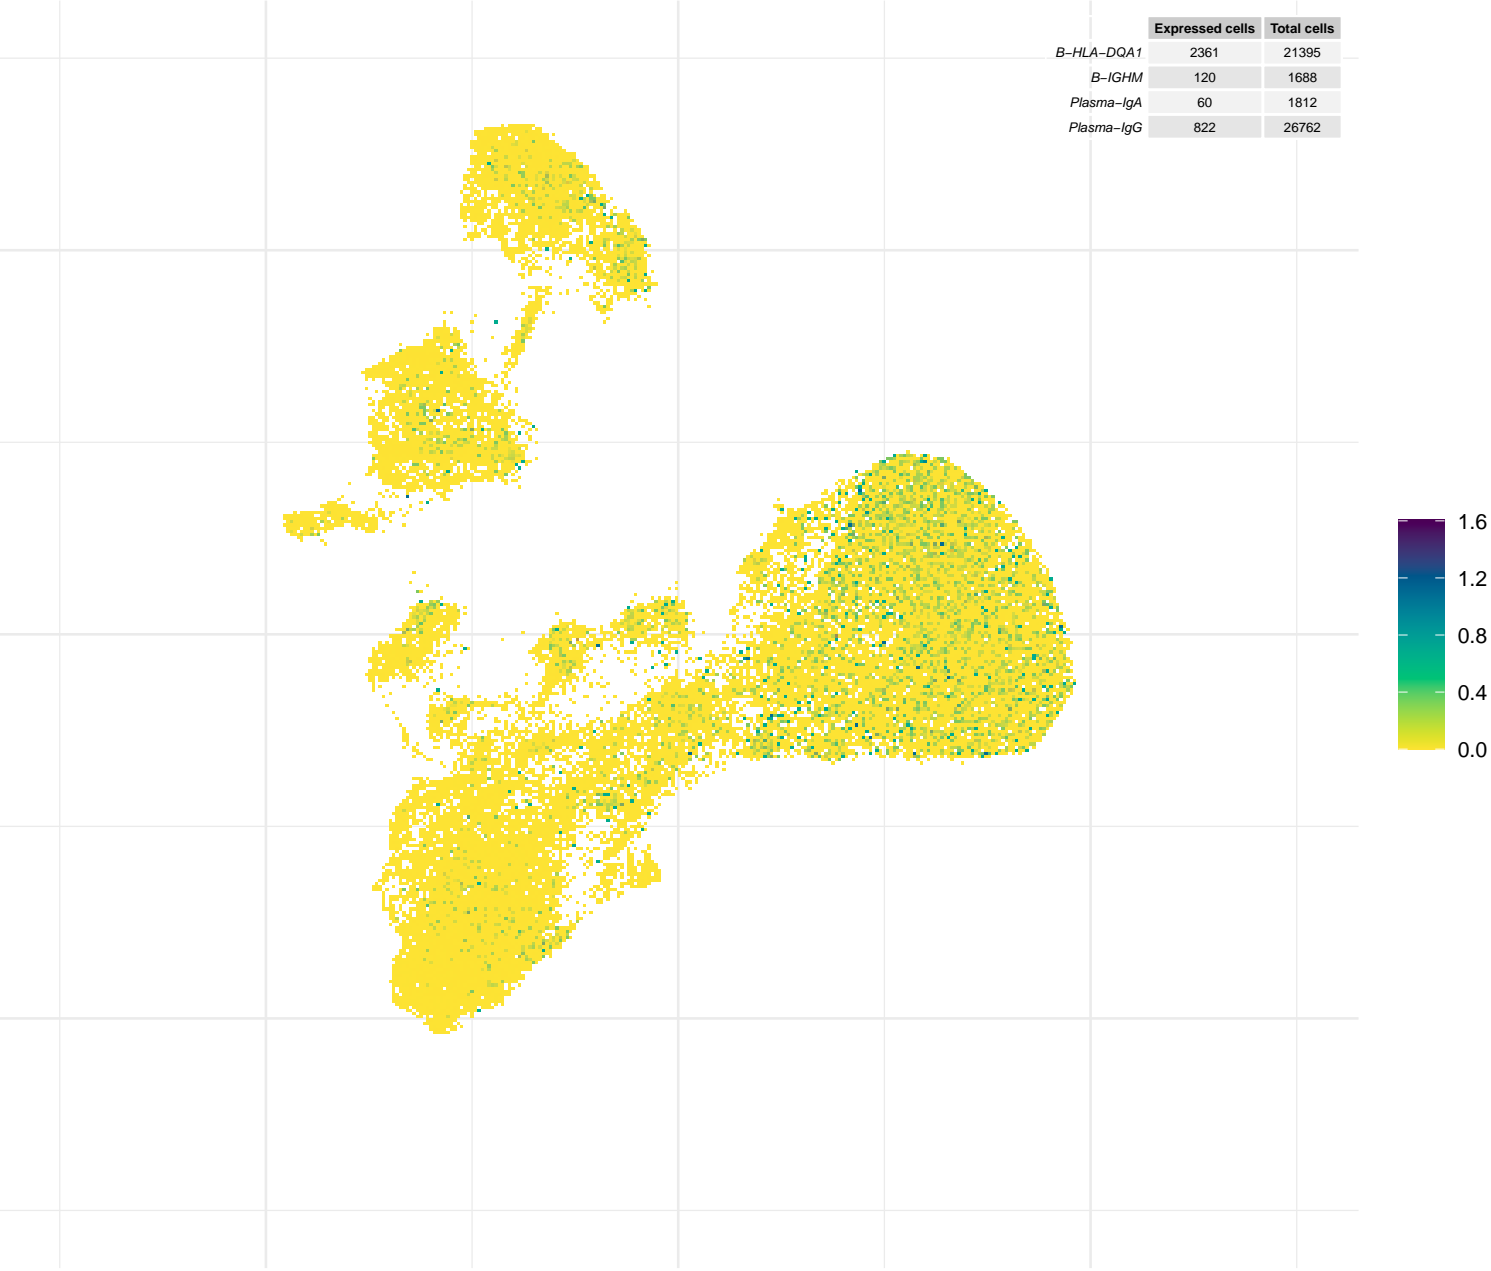 Expressed cells Total cells
B−HLA−DQA1 2361 21395
B−IGHM 120 1688
Plasma−IgA 60 1812
Plasma−IgG 822 26762
1.6
1.2
0.8
0.4
0.0